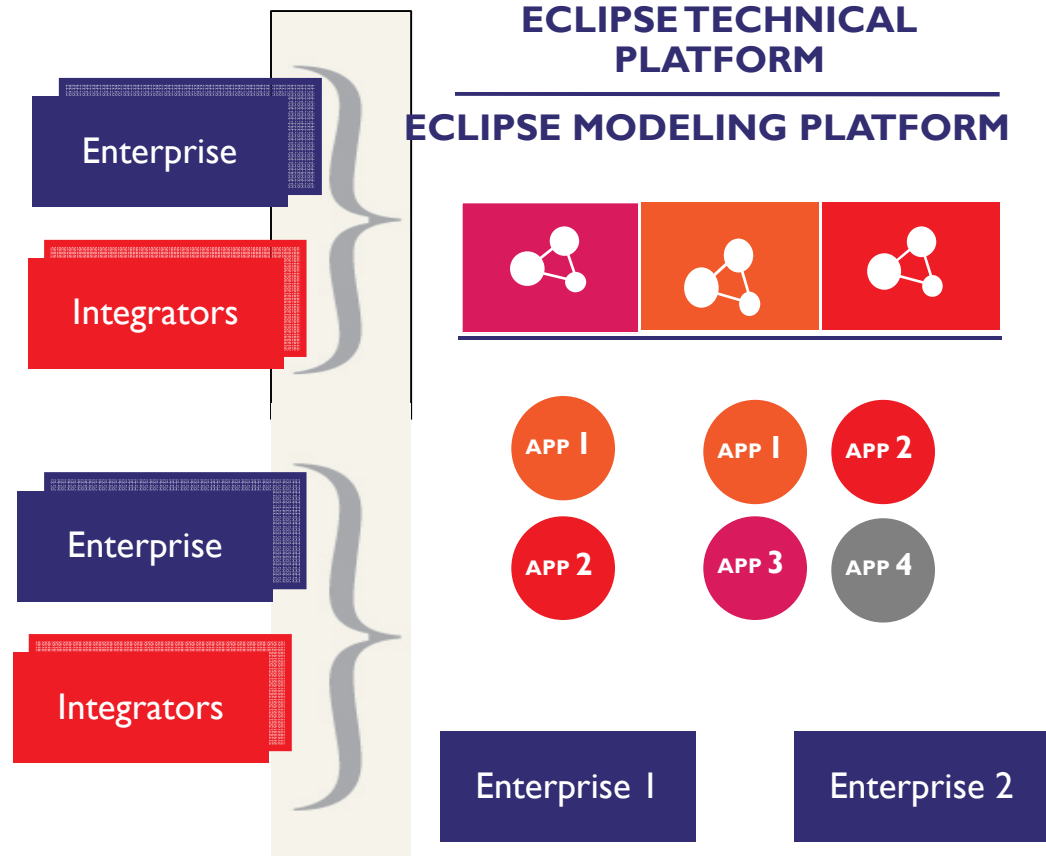 ECLIPSE TECHNICAL
PLATFORM
ECLIPSE MODELING PLATFORM
Enterprise
Integrators
APP 1
APP 1
APP 2
APP 2
APP 3
APP 4
Enterprise
Integrators
Enterprise 1
Enterprise 2